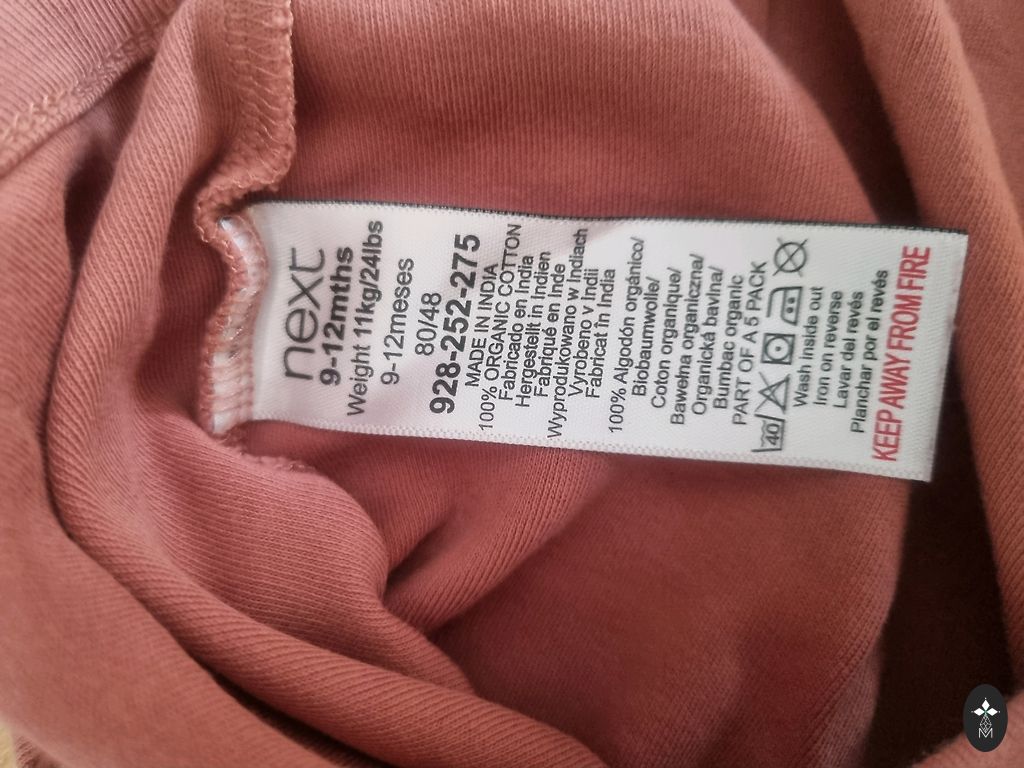 next
9-12mths
Weight 11kg/24lbs
9-12meses
80/48
928-252-275
MADE IN INDIA
100% ORGANIC COTTON
Fabricado en India
Hergestellt in Indien
Fabriqué en Inde
Wyprodukowano w Indiach
Vyrobeno v Indii
Fabricat în India
100% Algodón orgánico/
Biobaumwolle/
Coton organique/
Bawełna organiczna/
Organická bavlna/
Bumbac organic
PART OF A 5 PACK
40
Wash inside out
Iron on reverse
Lavar del revés
Planchar por el revés
KEEP AWAY FROM FIRE
M